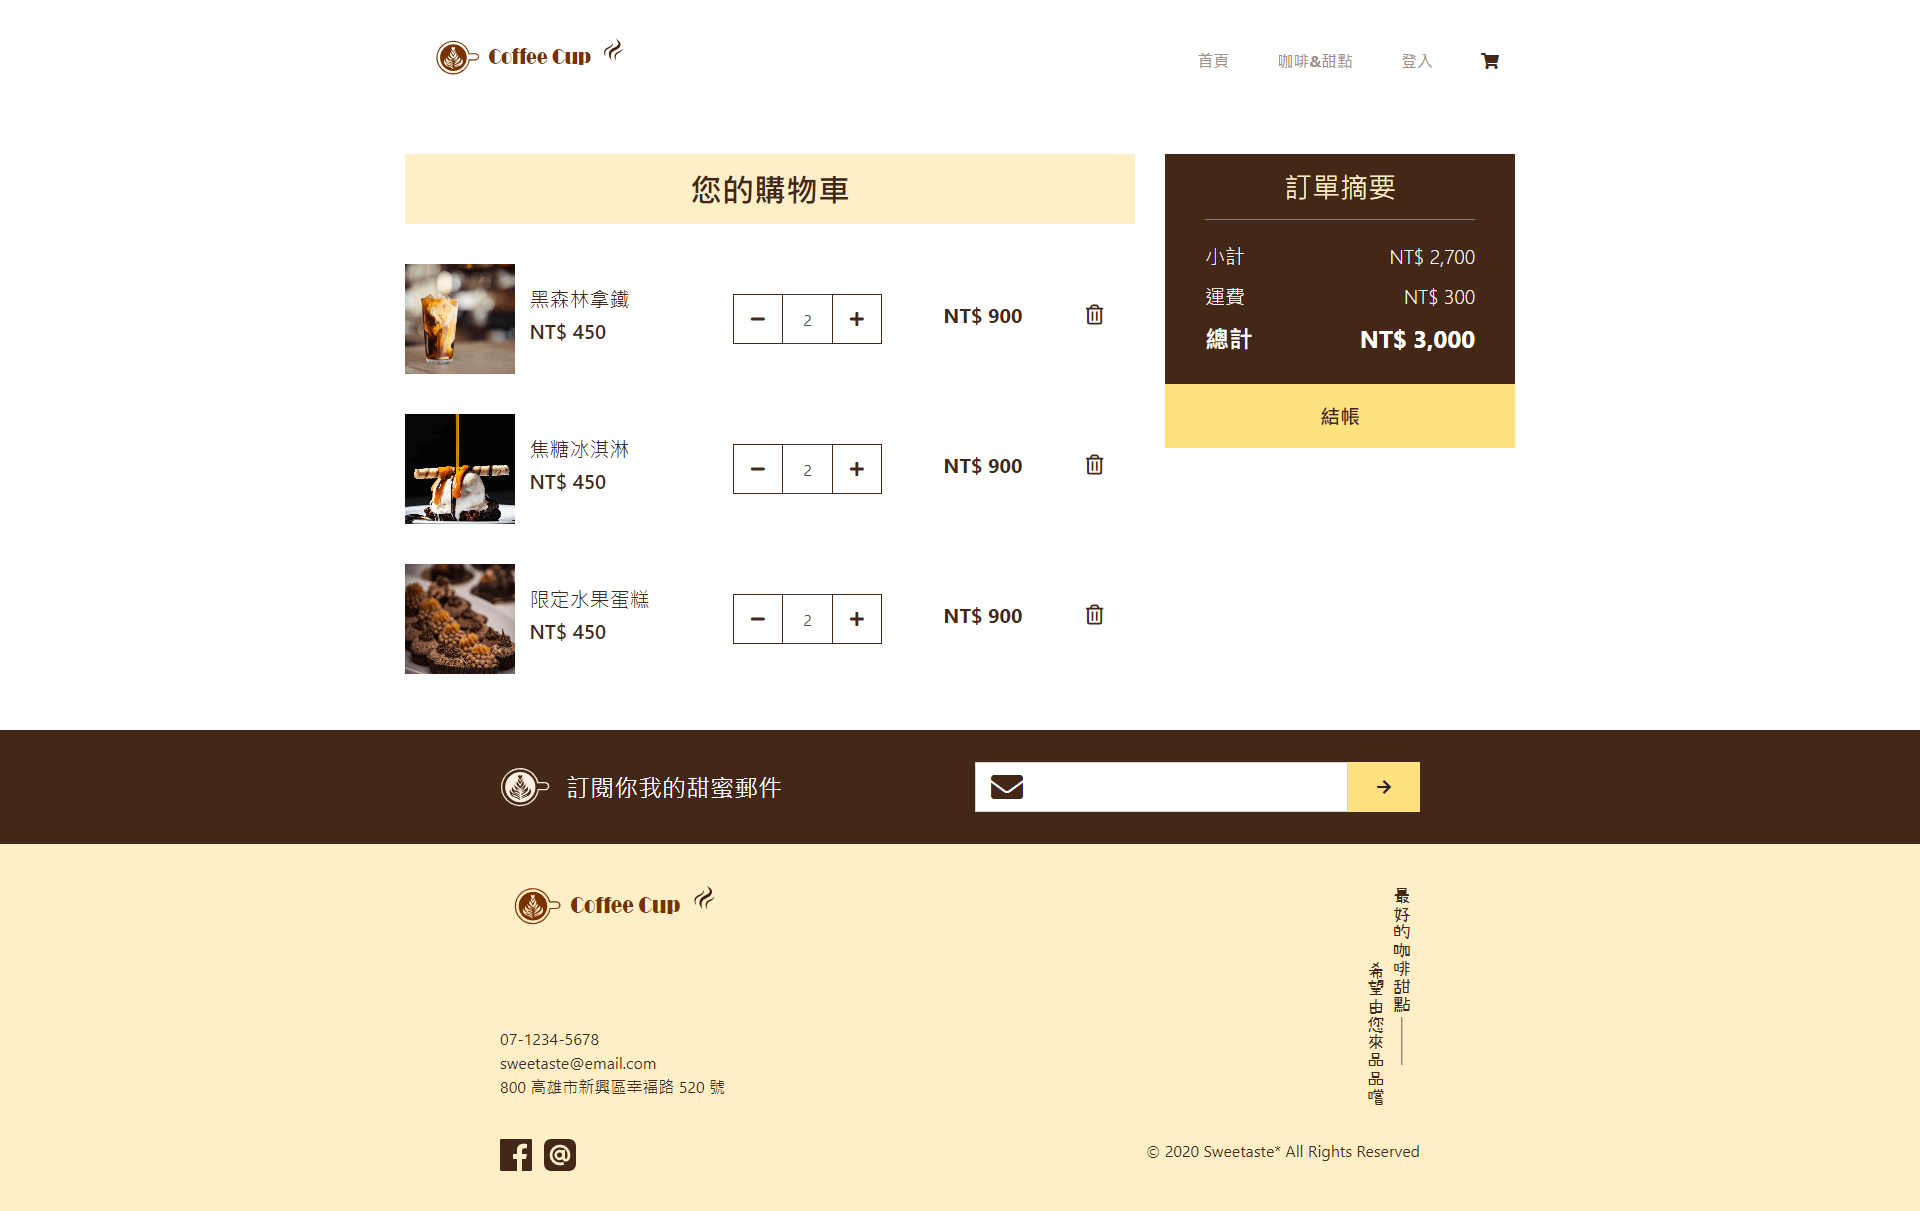 Coffee Cup
首頁 咖啡&甜點 登入
您的購物車
黑森林拿鐵
NT$ 450
2
NT$ 900
焦糖冰淇淋
NT$ 450
2
NT$ 900
限定水果蛋糕
NT$ 450
2
NT$ 900
訂單摘要
小計 NT$ 2,700
運費 NT$ 300
總計 NT$ 3,000
結帳
訂閱你我的甜蜜郵件
Coffee Cup
最好的咖啡甜點
希望由您來品品嚐
07-1234-5678
sweetaste@email.com
800 高雄市新興區幸福路 520 號
© 2020 Sweetaste* All Rights Reserved